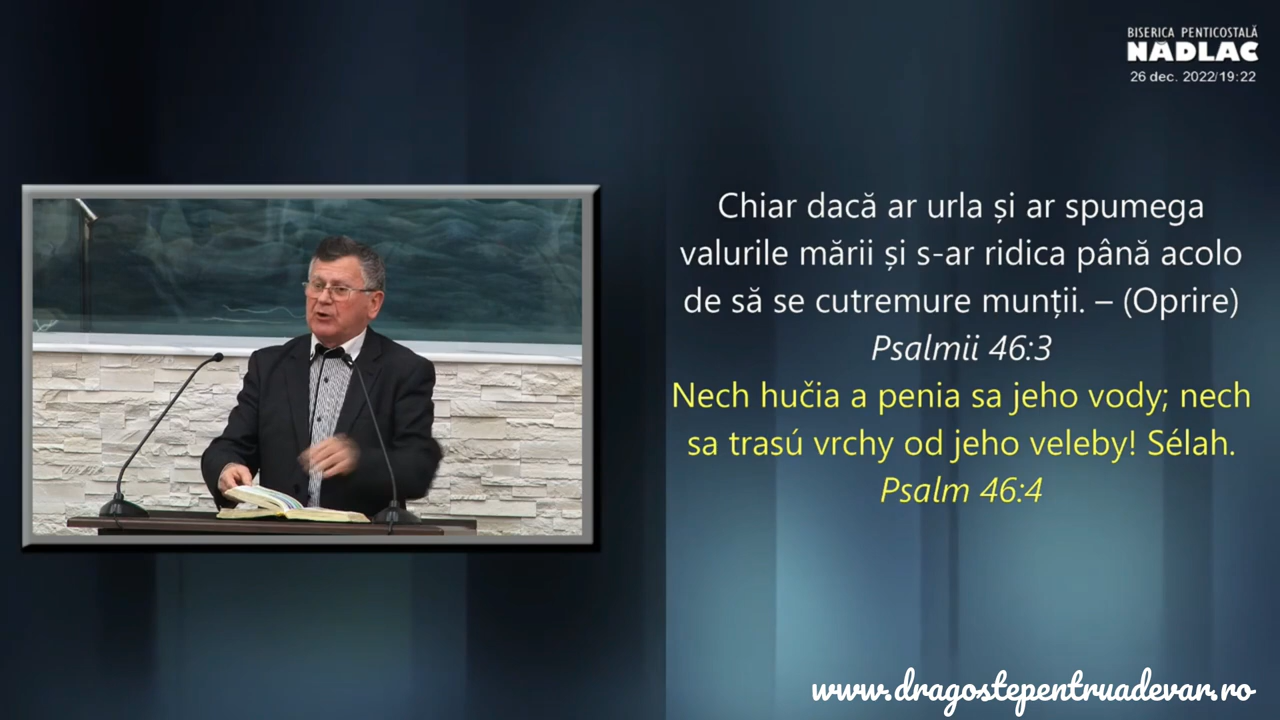 BISERICA PENTICOSTALĂ
NĂDLAC
26 dec. 2022/19:22
Chiar dacă ar urla și ar spumega
valurile mării și s-ar ridica până acolo
de să se cutremure munții. – (Oprire)
Psalmii 46:3
Nech hučia a penia sa jeho vody; nech
sa trasú vrchy od jeho veleby! Sélah.
Psalm 46:4
www.dragostepentruadevar.ro